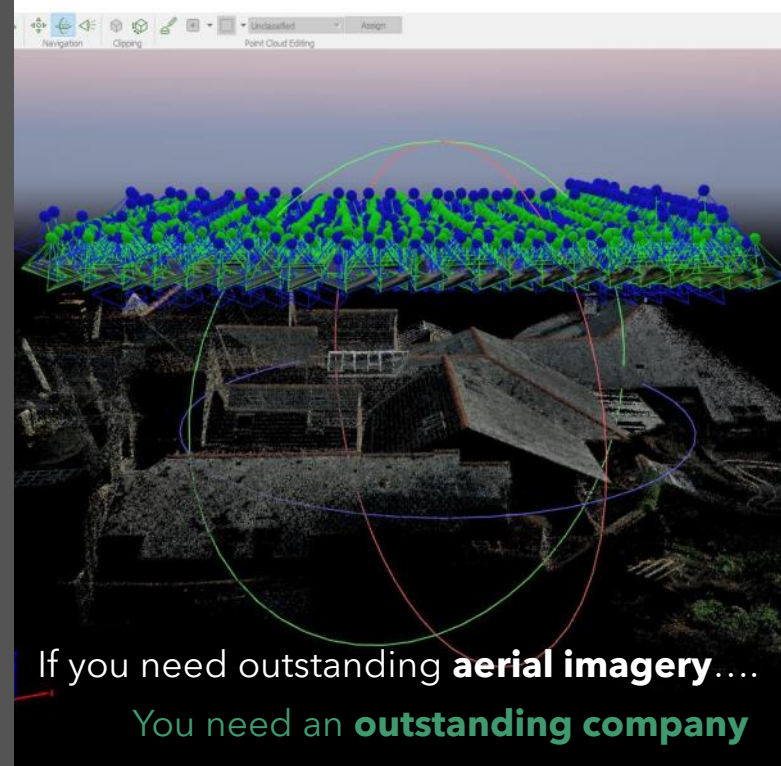 Unclassified Assign
Navigation Clipping Point Cloud Editing
If you need outstanding aerial imagery….
You need an outstanding company